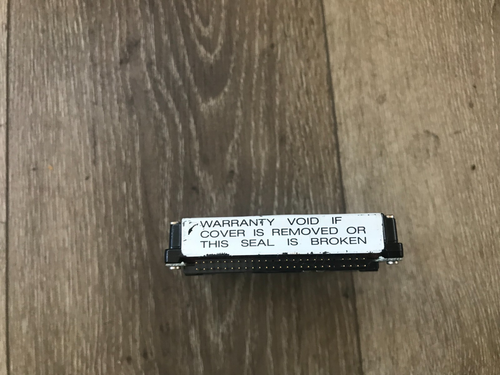 WARRANTY VOID IF
COVER IS REMOVED OR
THIS SEAL IS BROKEN